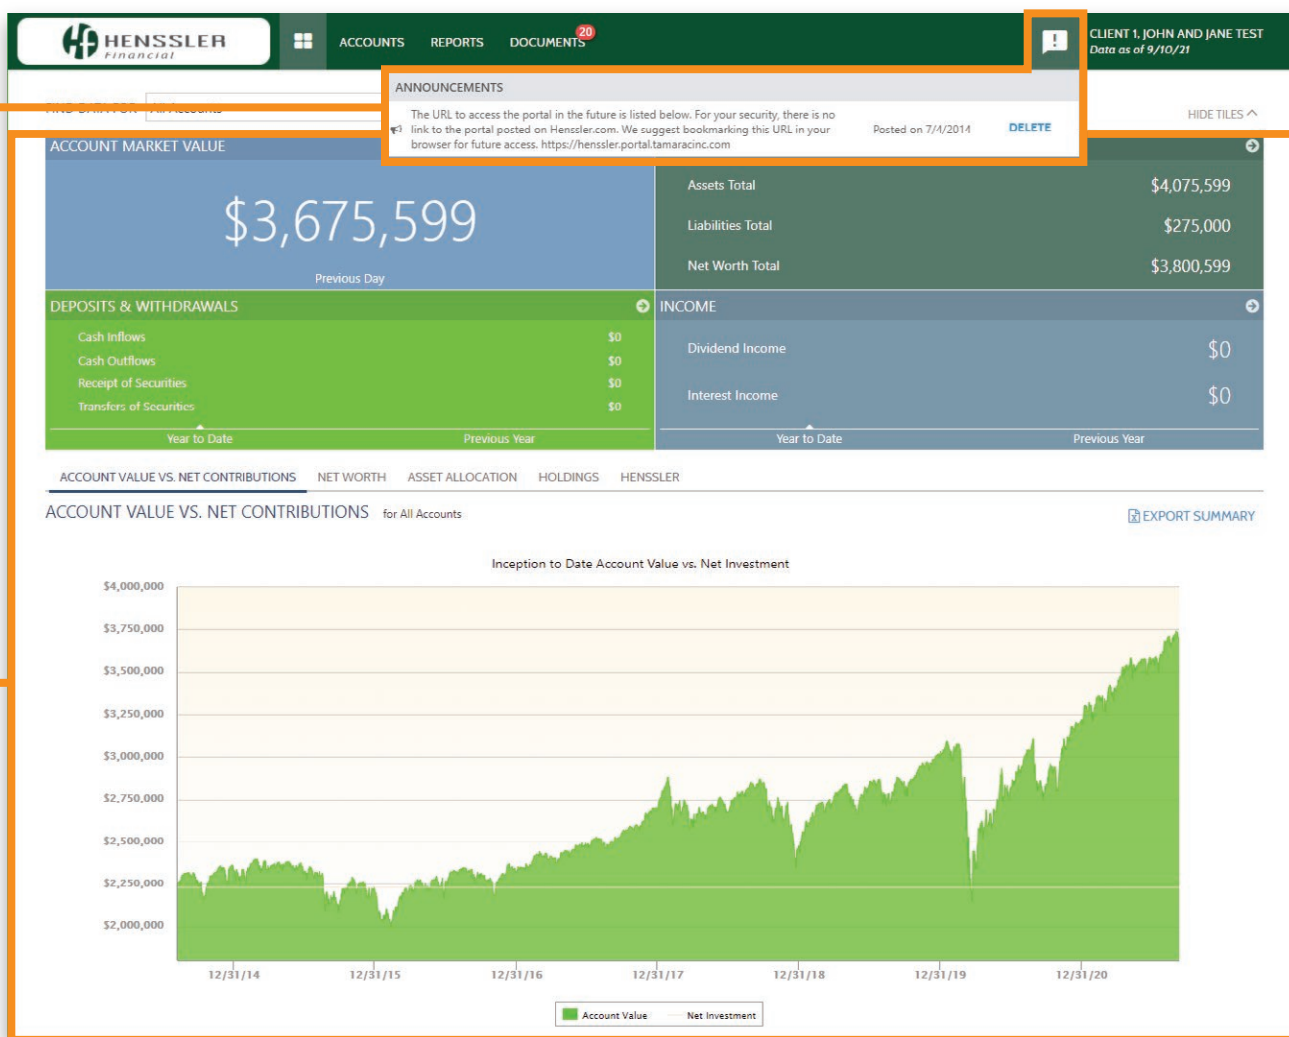 HENSSLER
Financial
ACCOUNTS REPORTS DOCUMENTS 20
CLIENT 1, JOHN AND JANE TEST
Data as of 9/10/21
ANNOUNCEMENTS
The URL to access the portal in the future is listed below. For your security, there is no
link to the portal posted on Henssler.com. We suggest bookmarking this URL in your
browser for future access. https://henssler.portal.tamaracinc.com
Posted on 7/4/2014 DELETE
HIDE TILES
ACCOUNT MARKET VALUE
$3,675,599
Previous Day
Assets Total $4,075,599
Liabilities Total $275,000
Net Worth Total $3,800,599
DEPOSITS & WITHDRAWALS
Cash Inflows $0
Cash Outflows $0
Receipt of Securities $0
Transfers of Securities $0
Year to Date Previous Year
INCOME
Dividend Income $0
Interest Income $0
Year to Date Previous Year
ACCOUNT VALUE VS. NET CONTRIBUTIONS NET WORTH ASSET ALLOCATION HOLDINGS HENSSLER
ACCOUNT VALUE VS. NET CONTRIBUTIONS for All Accounts
EXPORT SUMMARY
Inception to Date Account Value vs. Net Investment
$4,000,000
$3,750,000
$3,500,000
$3,250,000
$3,000,000
$2,750,000
$2,500,000
$2,250,000
$2,000,000
12/31/14 12/31/15 12/31/16 12/31/17 12/31/18 12/31/19 12/31/20
Account Value Net Investment